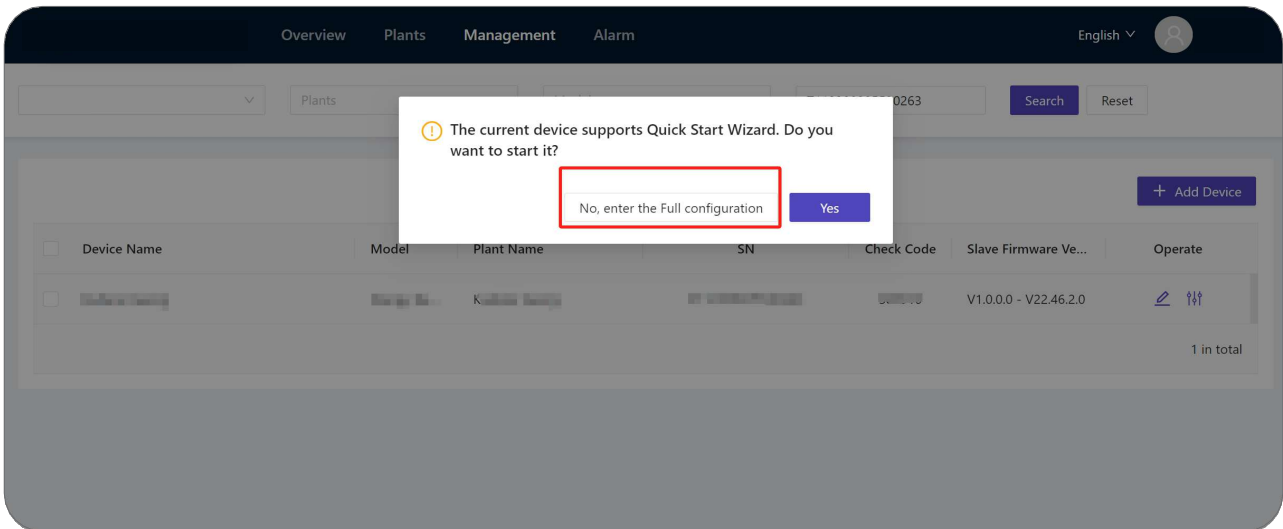 Overview Plants Management Alarm English
Plants 0263 Search Reset
The current device supports Quick Start Wizard. Do you
want to start it?
No, enter the Full configuration Yes
+ Add Device
Device Name Model Plant Name SN Check Code Slave Firmware Ve... Operate
V1.0.0.0 - V22.46.2.0
1 in total